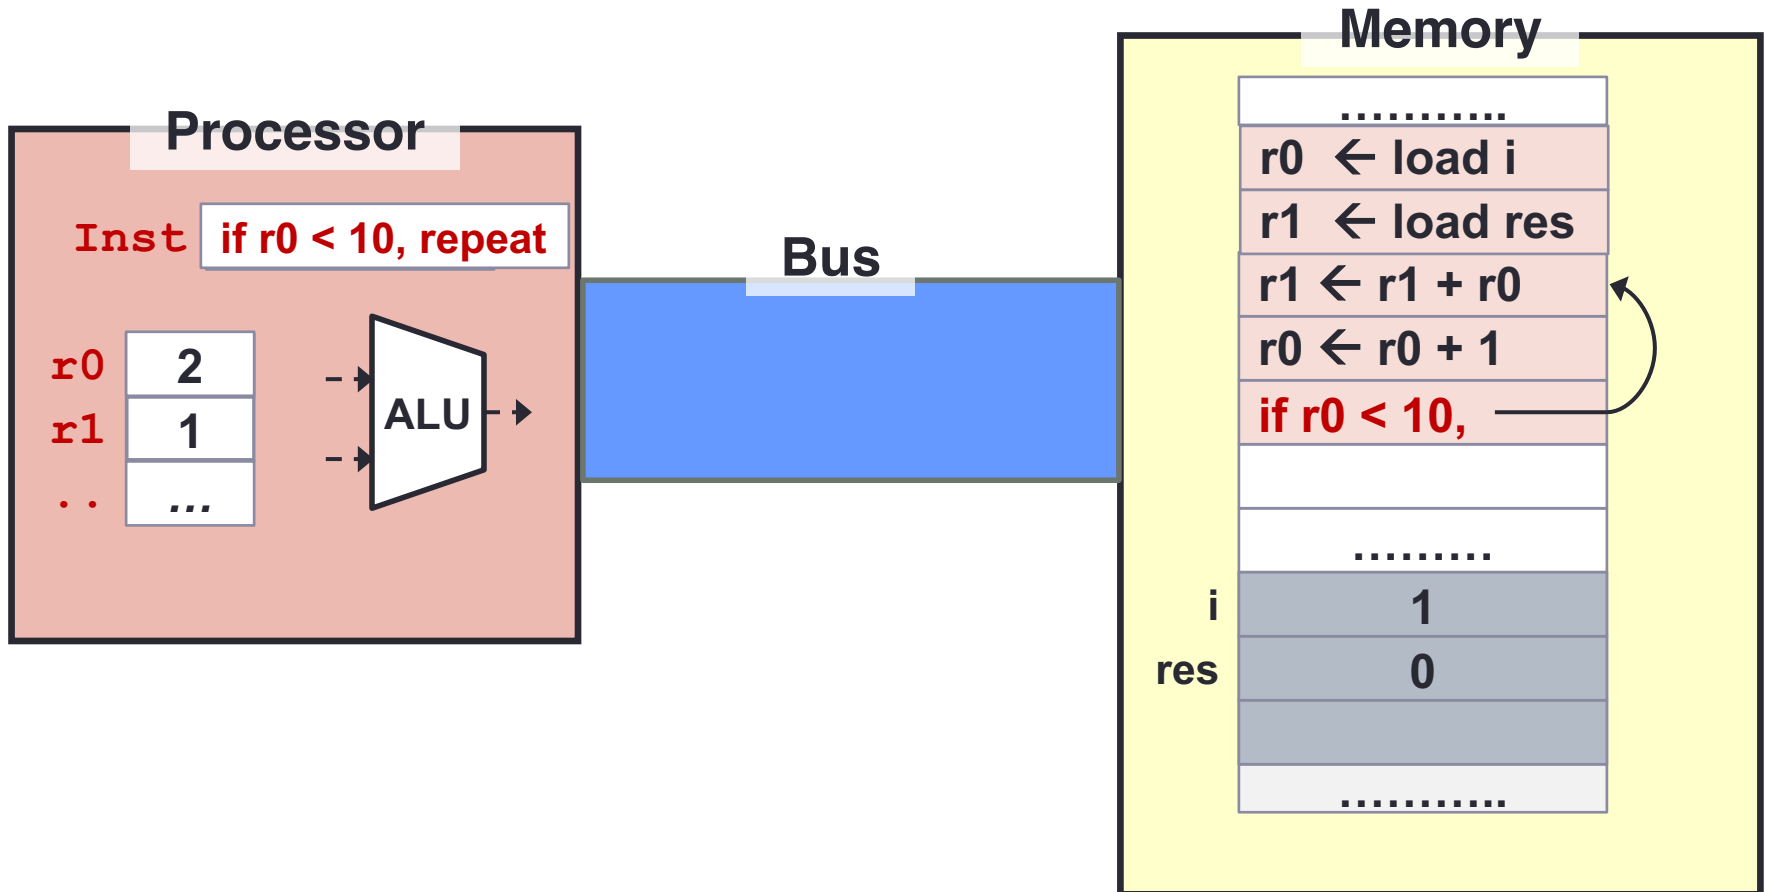 Processor
Inst if r0 < 10, repeat
r0 2
r1 1
.. ...
ALU
Bus
Memory
...........
r0 ← load i
r1 ← load res
r1 ← r1 + r0
r0 ← r0 + 1
if r0 < 10,
.........
i 1
res 0
...........